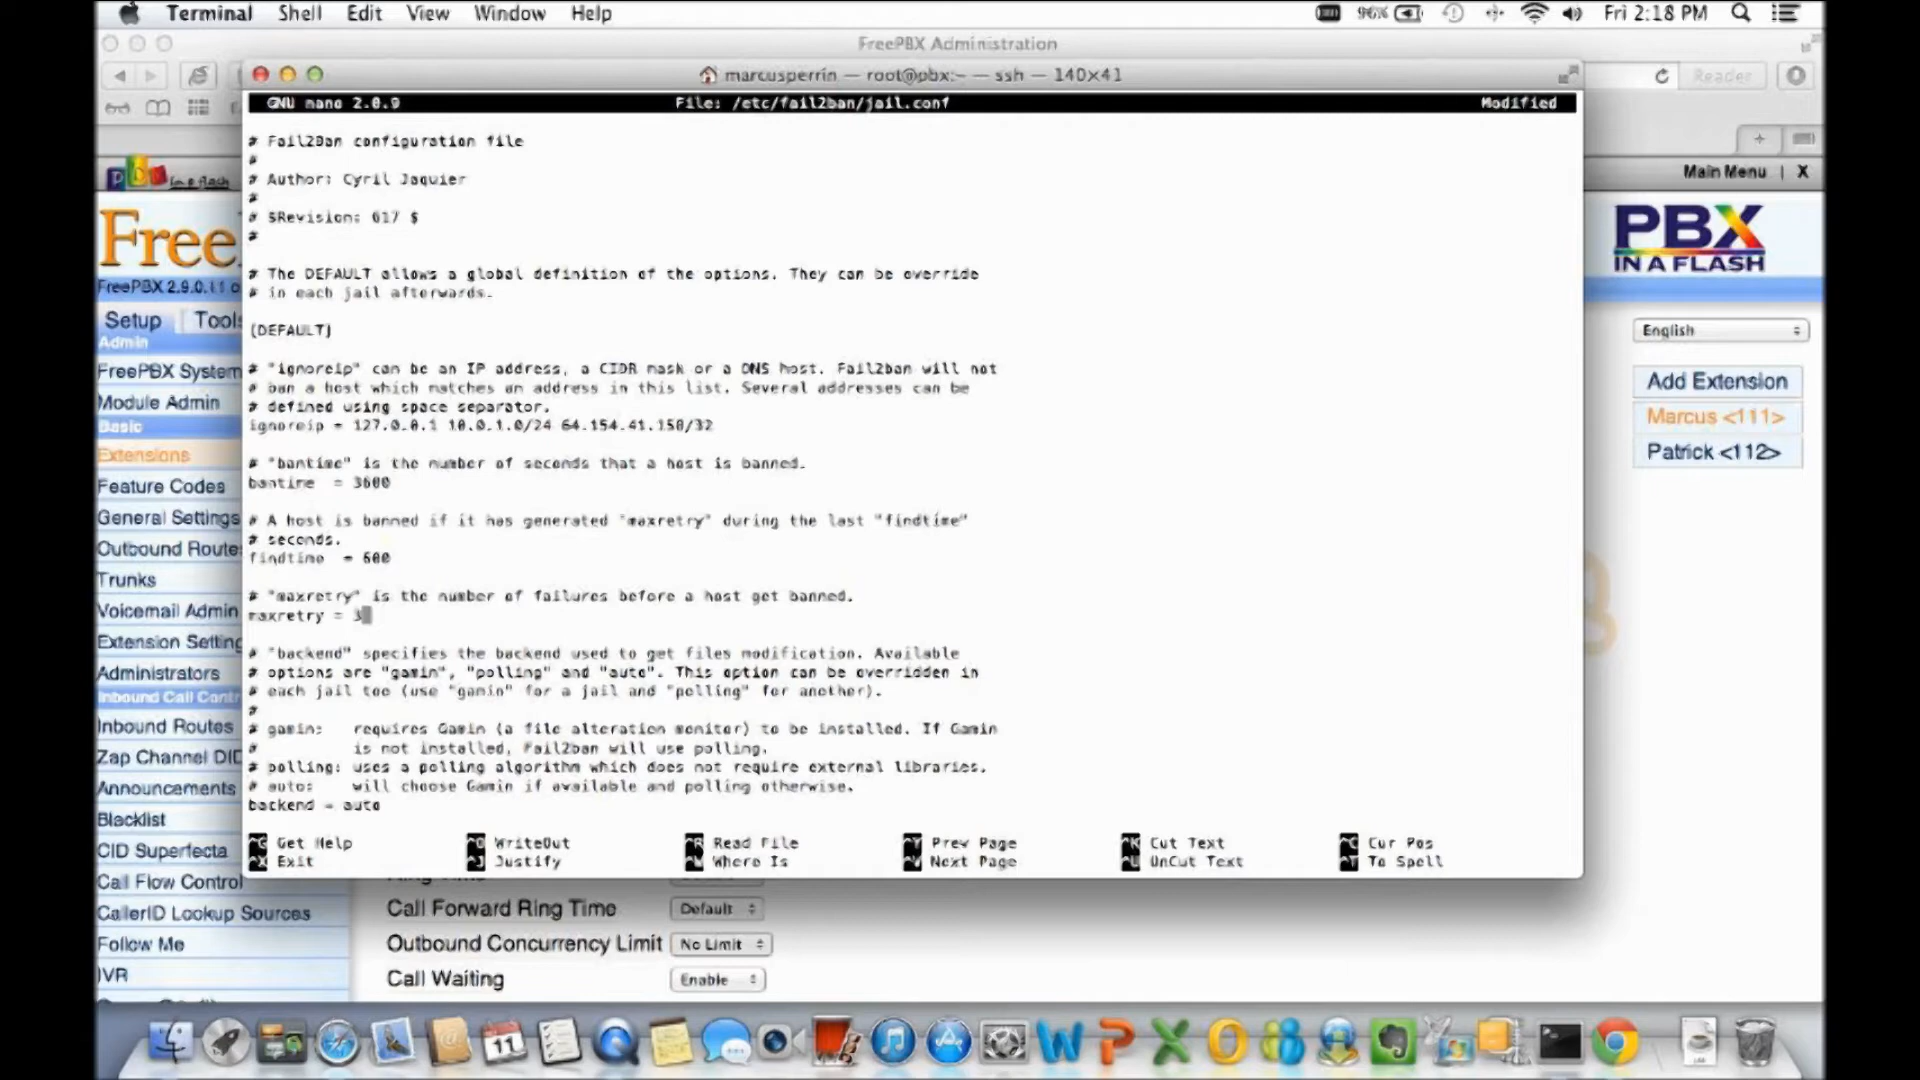 Terminal Shell Edit View Window Help
96% Fri 2:18 PM
FreePBX Administration
Reader
marcusperrin — root@pbx:~ — ssh — 140×41
GNU nano 2.0.9 File: /etc/fail2ban/jail.conf Modified
# Fail2Ban configuration file
#
# Author: Cyril Jaquier
#
# $Revision: 617 $
#
# The DEFAULT allows a global definition of the options. They can be override
# in each jail afterwards.
[DEFAULT]
# "ignoreip" can be an IP address, a CIDR mask or a DNS host. Fail2ban will not
# ban a host which matches an address in this list. Several addresses can be
# defined using space separator.
ignoreip = 127.0.0.1 10.0.1.0/24 64.154.41.150/32
# "bantime" is the number of seconds that a host is banned.
bantime = 3600
# A host is banned if it has generated "maxretry" during the last "findtime"
# seconds.
findtime = 600
# "maxretry" is the number of failures before a host get banned.
maxretry = 3
# "backend" specifies the backend used to get files modification. Available
# options are "gamin", "polling" and "auto". This option can be overridden in
# each jail too (use "gamin" for a jail and "polling" for another).
#
# gamin: requires Gamin (a file alteration monitor) to be installed. If Gamin
# is not installed, Fail2ban will use polling.
# polling: uses a polling algorithm which does not require external libraries.
# auto: will choose Gamin if available and polling otherwise.
backend = auto
^G Get Help ^O WriteOut ^R Read File ^Y Prev Page ^K Cut Text ^C Cur Pos
^X Exit ^J Justify ^W Where Is ^V Next Page ^U UnCut Text ^T To Spell
in a flash
Free
FreePBX 2.9.0.11 o
Setup Tools
Admin
FreePBX System
Module Admin
Basic
Extensions
Feature Codes
General Settings
Outbound Route
Trunks
Voicemail Admin
Extension Setting
Administrators
Inbound Call Contr
Inbound Routes
Zap Channel DID
Announcements
Blacklist
CID Superfecta
Call Flow Control
CallerID Lookup Sources
Follow Me
IVR
Call Forward Ring Time Default
Outbound Concurrency Limit No Limit
Call Waiting Enable
Main Menu | X
PBX
IN A FLASH
English
Add Extension
Marcus <111>
Patrick <112>
11